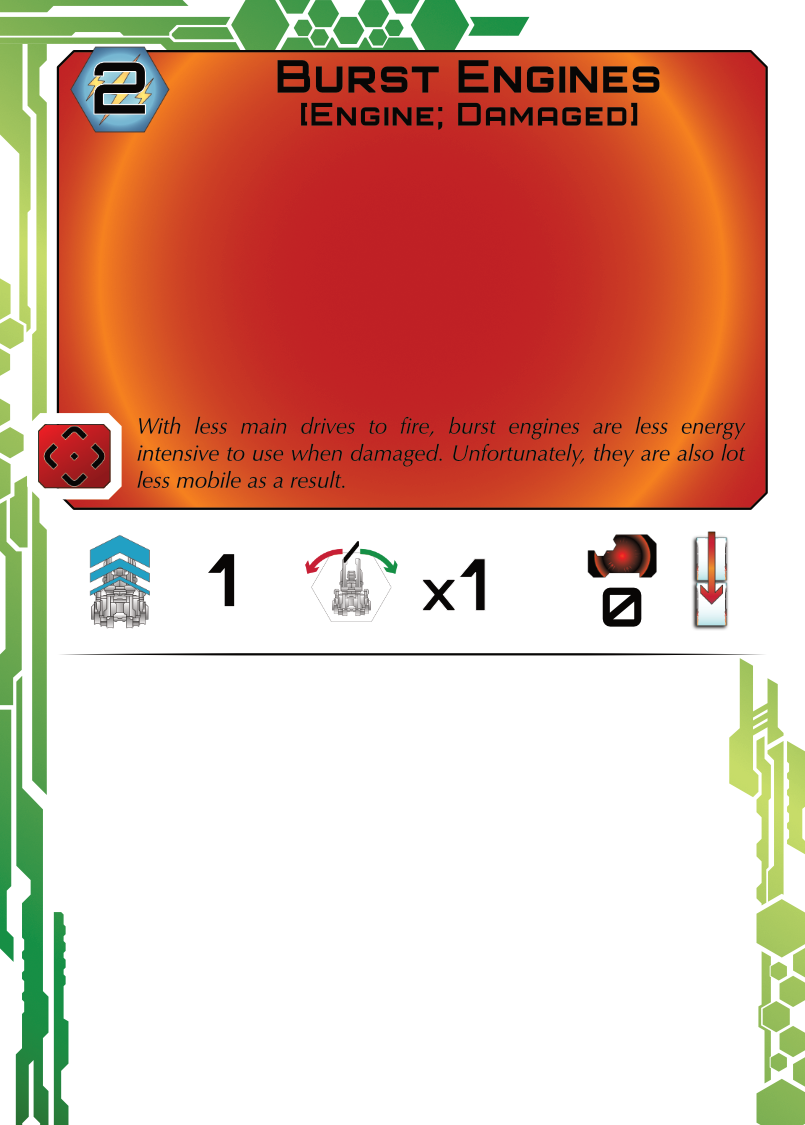 2
Burst Engines
[Engine; Damaged]
With less main drives to fire, burst engines are less energy
intensive to use when damaged. Unfortunately, they are also lot
less mobile as a result.
1
x1
0